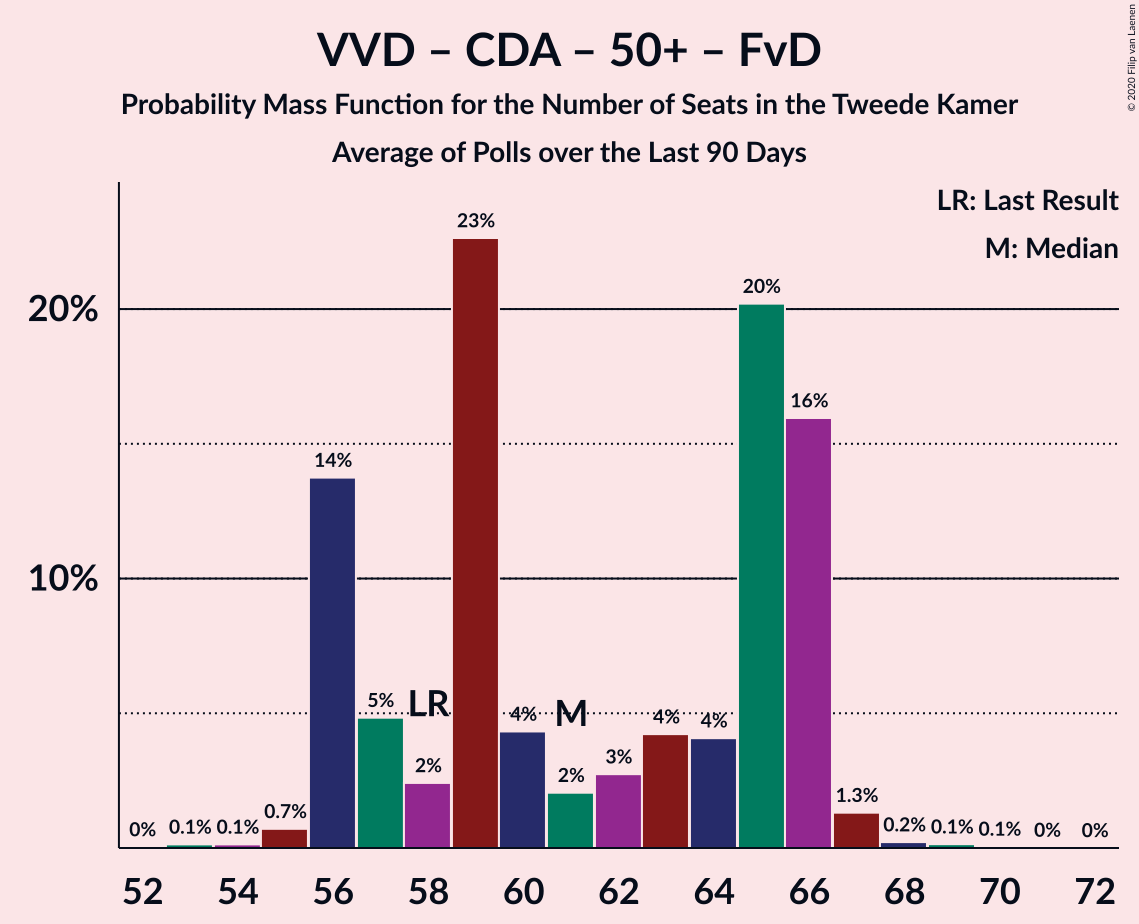 VVD – CDA – 50+ – FvD
Probability Mass Function for the Number of Seats in the Tweede Kamer
Average of Polls over the Last 90 Days
© 2020 Filip van Laenen
LR: Last Result
M: Median
20%
10%
0%
0.1%
0.1%
0.7%
14%
5%
2%
LR
23%
4%
2%
M
3%
4%
4%
20%
16%
1.3%
0.2%
0.1%
0.1%
0%
0%
52 54 56 58 60 62 64 66 68 70 72